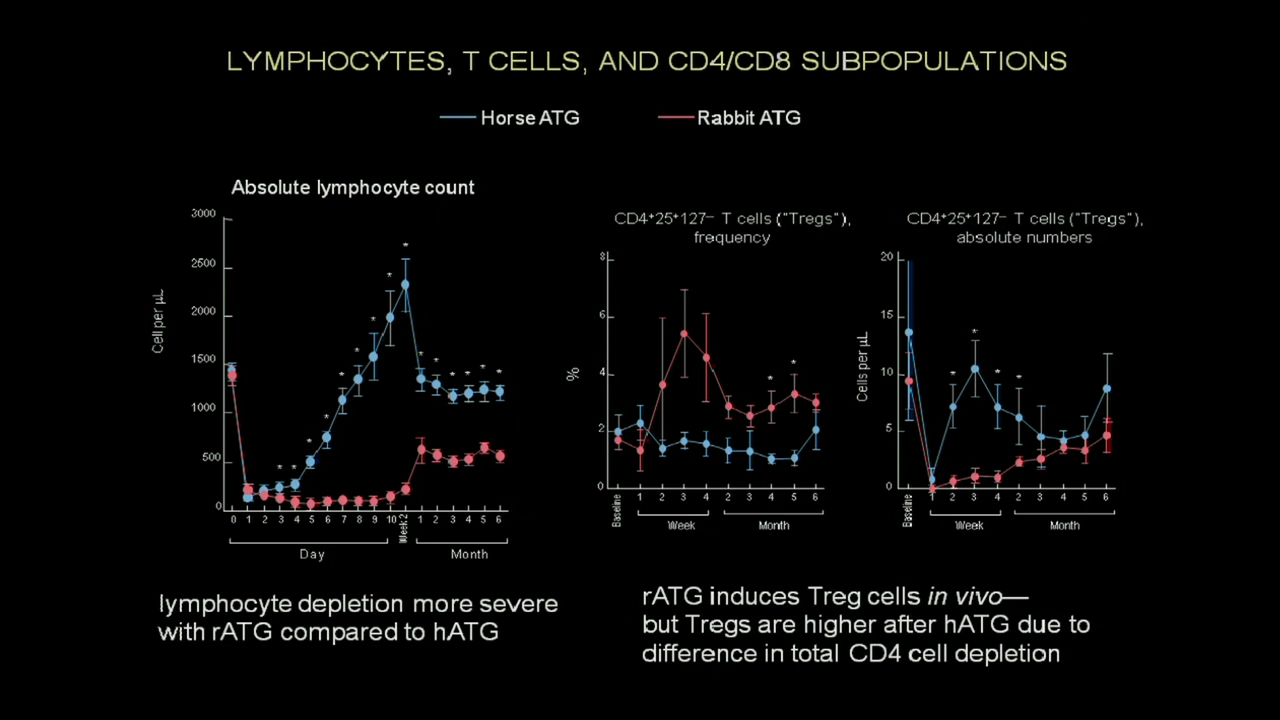 LYMPHOCYTES, T CELLS, AND CD4/CD8 SUBPOPULATIONS
Horse ATG
Rabbit ATG
Absolute lymphocyte count
3000
2500
2000
1500
1000
500
0
Cell per µL
0 1 2 3 4 5 6 7 8 9 10 Week 2 1 2 3 4 5 6
Day
Month
CD4+25+127– T cells ("Tregs"),
frequency
8
6
4
2
0
%
Baseline 1 2 3 4 2 3 4 5 6
Week
Month
CD4+25+127– T cells ("Tregs"),
absolute numbers
20
15
10
5
0
Cells per µL
Baseline 1 2 3 4 2 3 4 5 6
Week
Month
lymphocyte depletion more severe
with rATG compared to hATG
rATG induces Treg cells in vivo—
but Tregs are higher after hATG due to
difference in total CD4 cell depletion